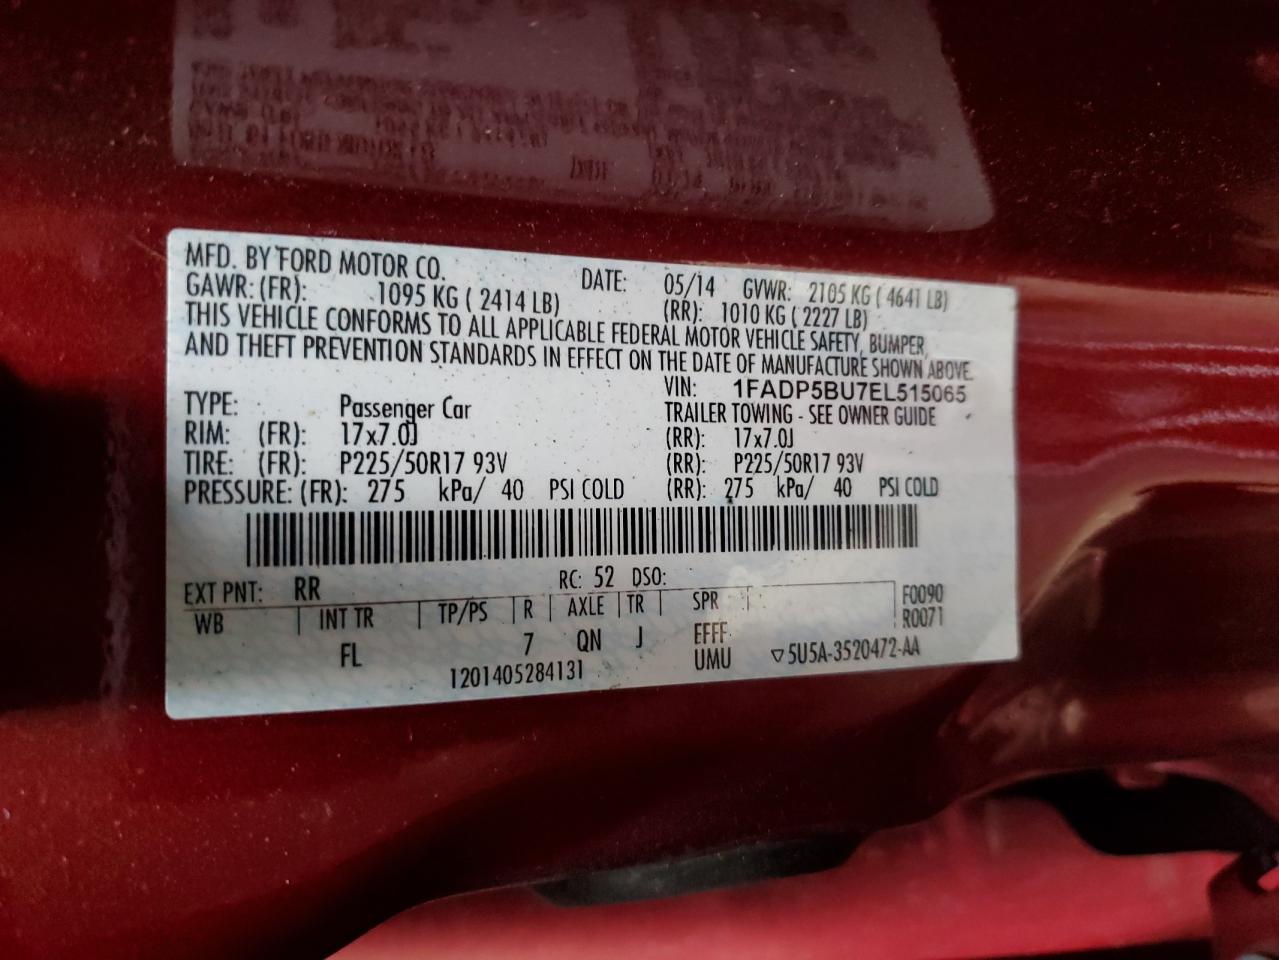 MFD. BY FORD MOTOR CO.
DATE: 05/14 GVWR: 2105 KG ( 4641 LB)
GAWR: (FR): 1095 KG ( 2414 LB) (RR): 1010 KG ( 2227 LB)
THIS VEHICLE CONFORMS TO ALL APPLICABLE FEDERAL MOTOR VEHICLE SAFETY, BUMPER,
AND THEFT PREVENTION STANDARDS IN EFFECT ON THE DATE OF MANUFACTURE SHOWN ABOVE.
VIN: 1FADP5BU7EL515065
TYPE: Passenger Car TRAILER TOWING - SEE OWNER GUIDE
RIM: (FR): 17x7.0J (RR): 17x7.0J
TIRE: (FR): P225/50R17 93V (RR): P225/50R17 93V
PRESSURE: (FR): 275 kPa/ 40 PSI COLD (RR): 275 kPa/ 40 PSI COLD
EXT PNT: RR RC: 52 DSO:
WB | INT TR | TP/PS | R | AXLE | TR | SPR | F0090
R0071
FL 7 QN J EFFF
1201405284131 UMU ▽5U5A-3520472-AA